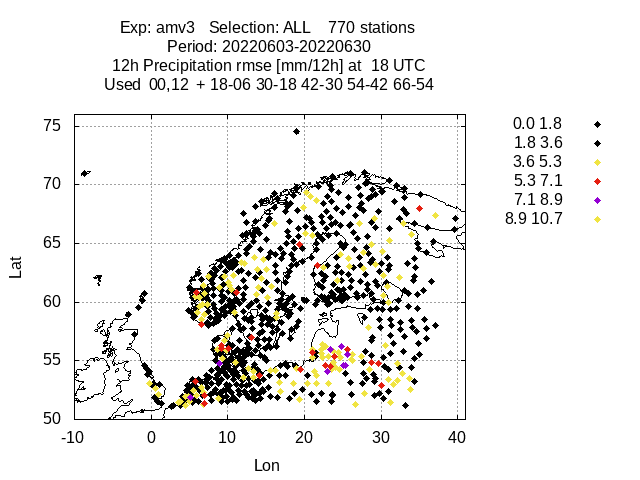 Exp: amv3   Selection: ALL    770 stations
Period: 20220603-20220630
12h Precipitation rmse [mm/12h] at  18 UTC
Used  00,12  + 18-06 30-18 42-30 54-42 66-54
75
70
65
60
55
50
Lat
-10 0 10 20 30 40
Lon
0.0 1.8
1.8 3.6
3.6 5.3
5.3 7.1
7.1 8.9
8.9 10.7